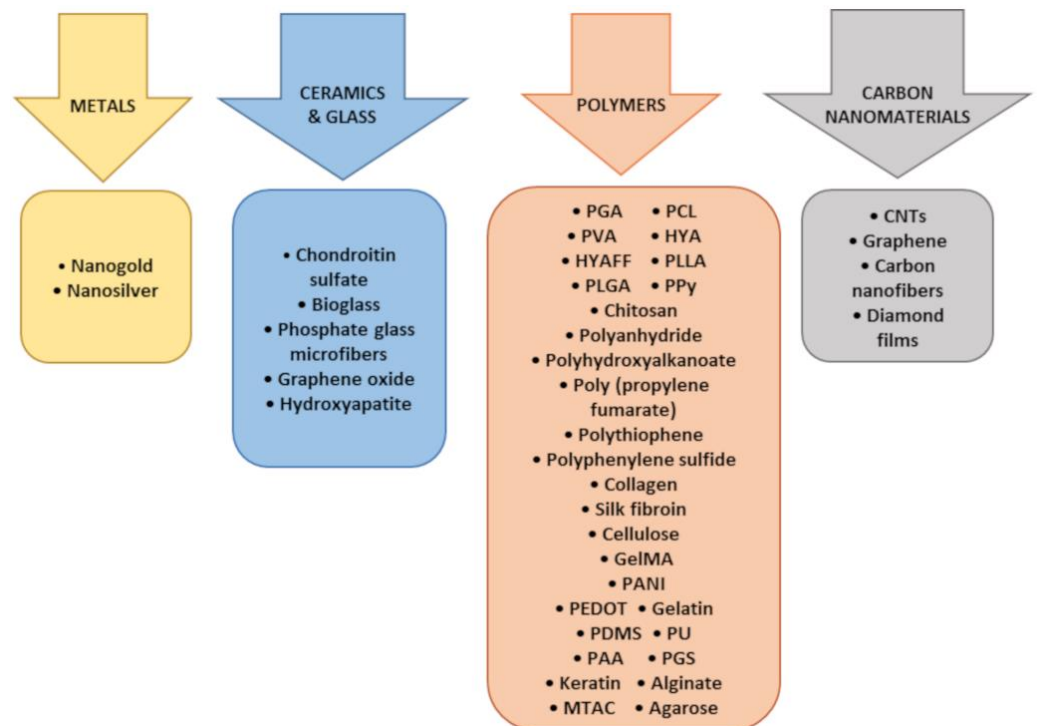 METALS
• Nanogold
• Nanosilver
CERAMICS
& GLASS
• Chondroitin
sulfate
• Bioglass
• Phosphate glass
microfibers
• Graphene oxide
• Hydroxyapatite
POLYMERS
• PGA • PCL
• PVA • HYA
• HYAFF • PLLA
• PLGA • PPy
• Chitosan
• Polyanhydride
• Polyhydroxyalkanoate
• Poly (propylene
fumarate)
• Polythiophene
• Polyphenylene sulfide
• Collagen
• Silk fibroin
• Cellulose
• GelMA
• PANI
• PEDOT • Gelatin
• PDMS • PU
• PAA • PGS
• Keratin • Alginate
• MTAC • Agarose
CARBON
NANOMATERIALS
• CNTs
• Graphene
• Carbon
nanofibers
• Diamond
films